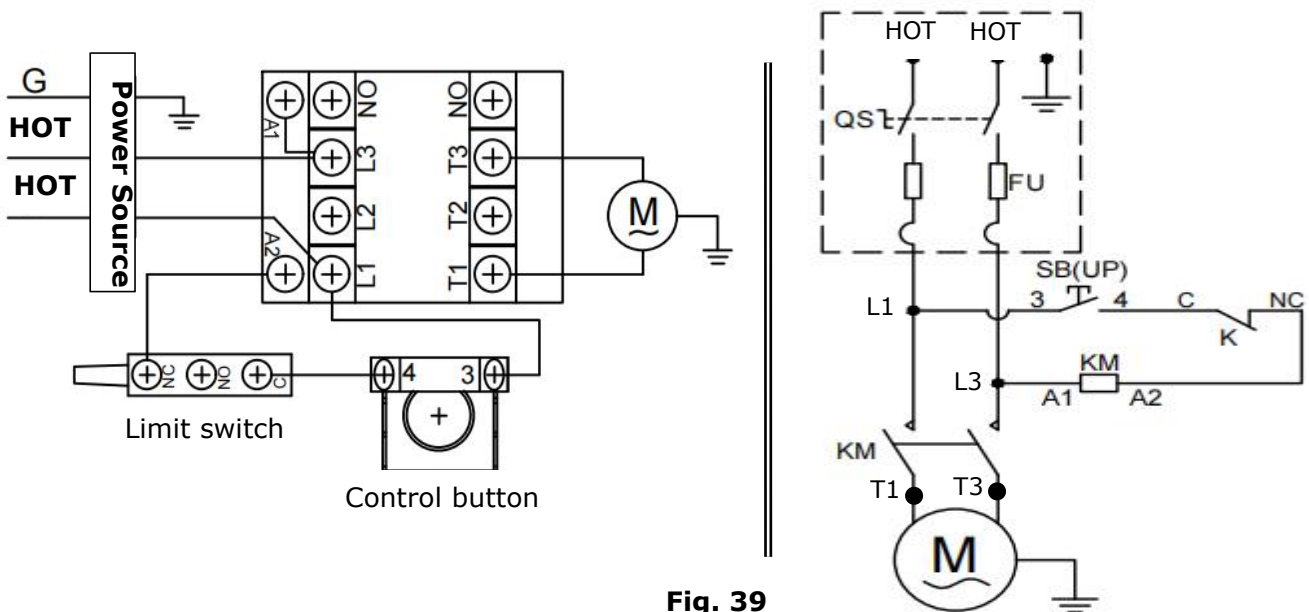 G
HOT
HOT
Power Source
A1
A2
NO
L3
L2
L1
NO
T3
T2
T1
M
NC
NO
C
Limit switch
4
3
Control button
HOT
HOT
QS
FU
SB(UP)
L1
3
4
C
NC
K
KM
L3
A1
A2
KM
T1
T3
M
Fig. 39